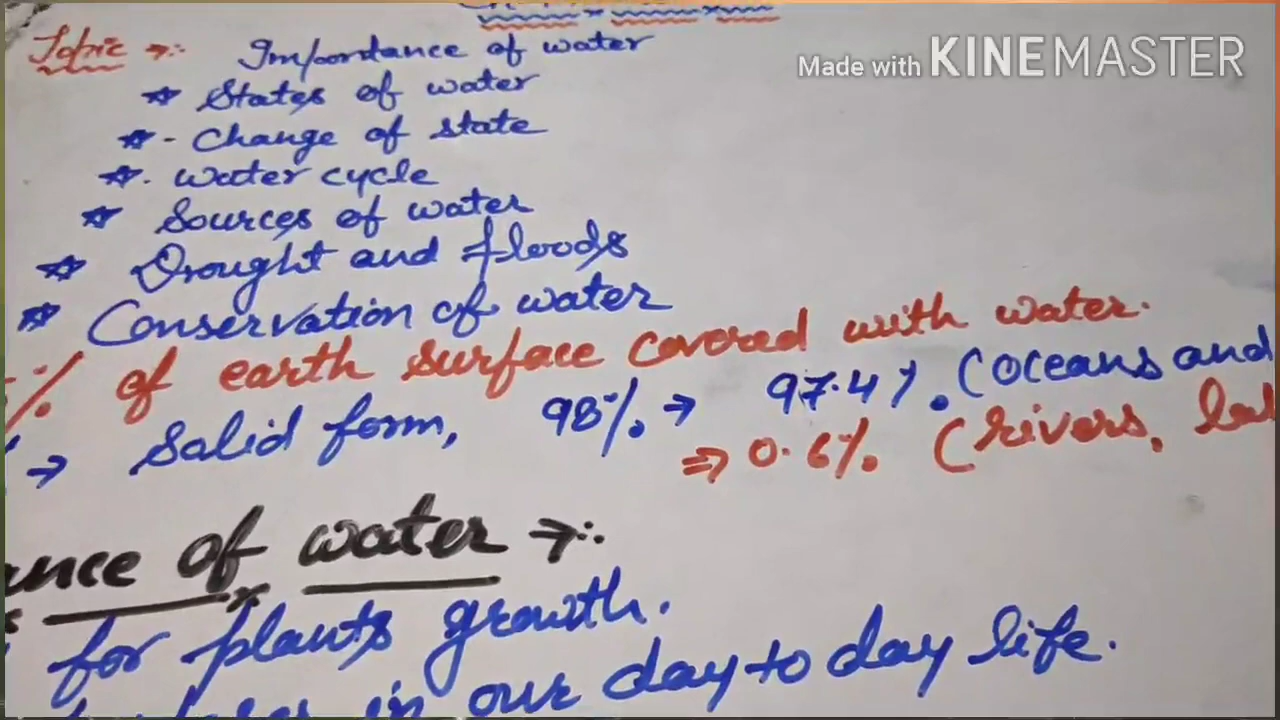 Made with KINEMASTER
Topic →:- Importance of water
☆ States of water
☆ - Change of state
☆ - Water cycle
☆ Sources of water
☆ Drought and floods
☆ Conservation of water
% of earth surface covered with water.
→ Salid form, 98% → 97.4% (oceans and
⇒ 0.6% (rivers,
ance of water →:-
for plants growth.
in our day to day life.